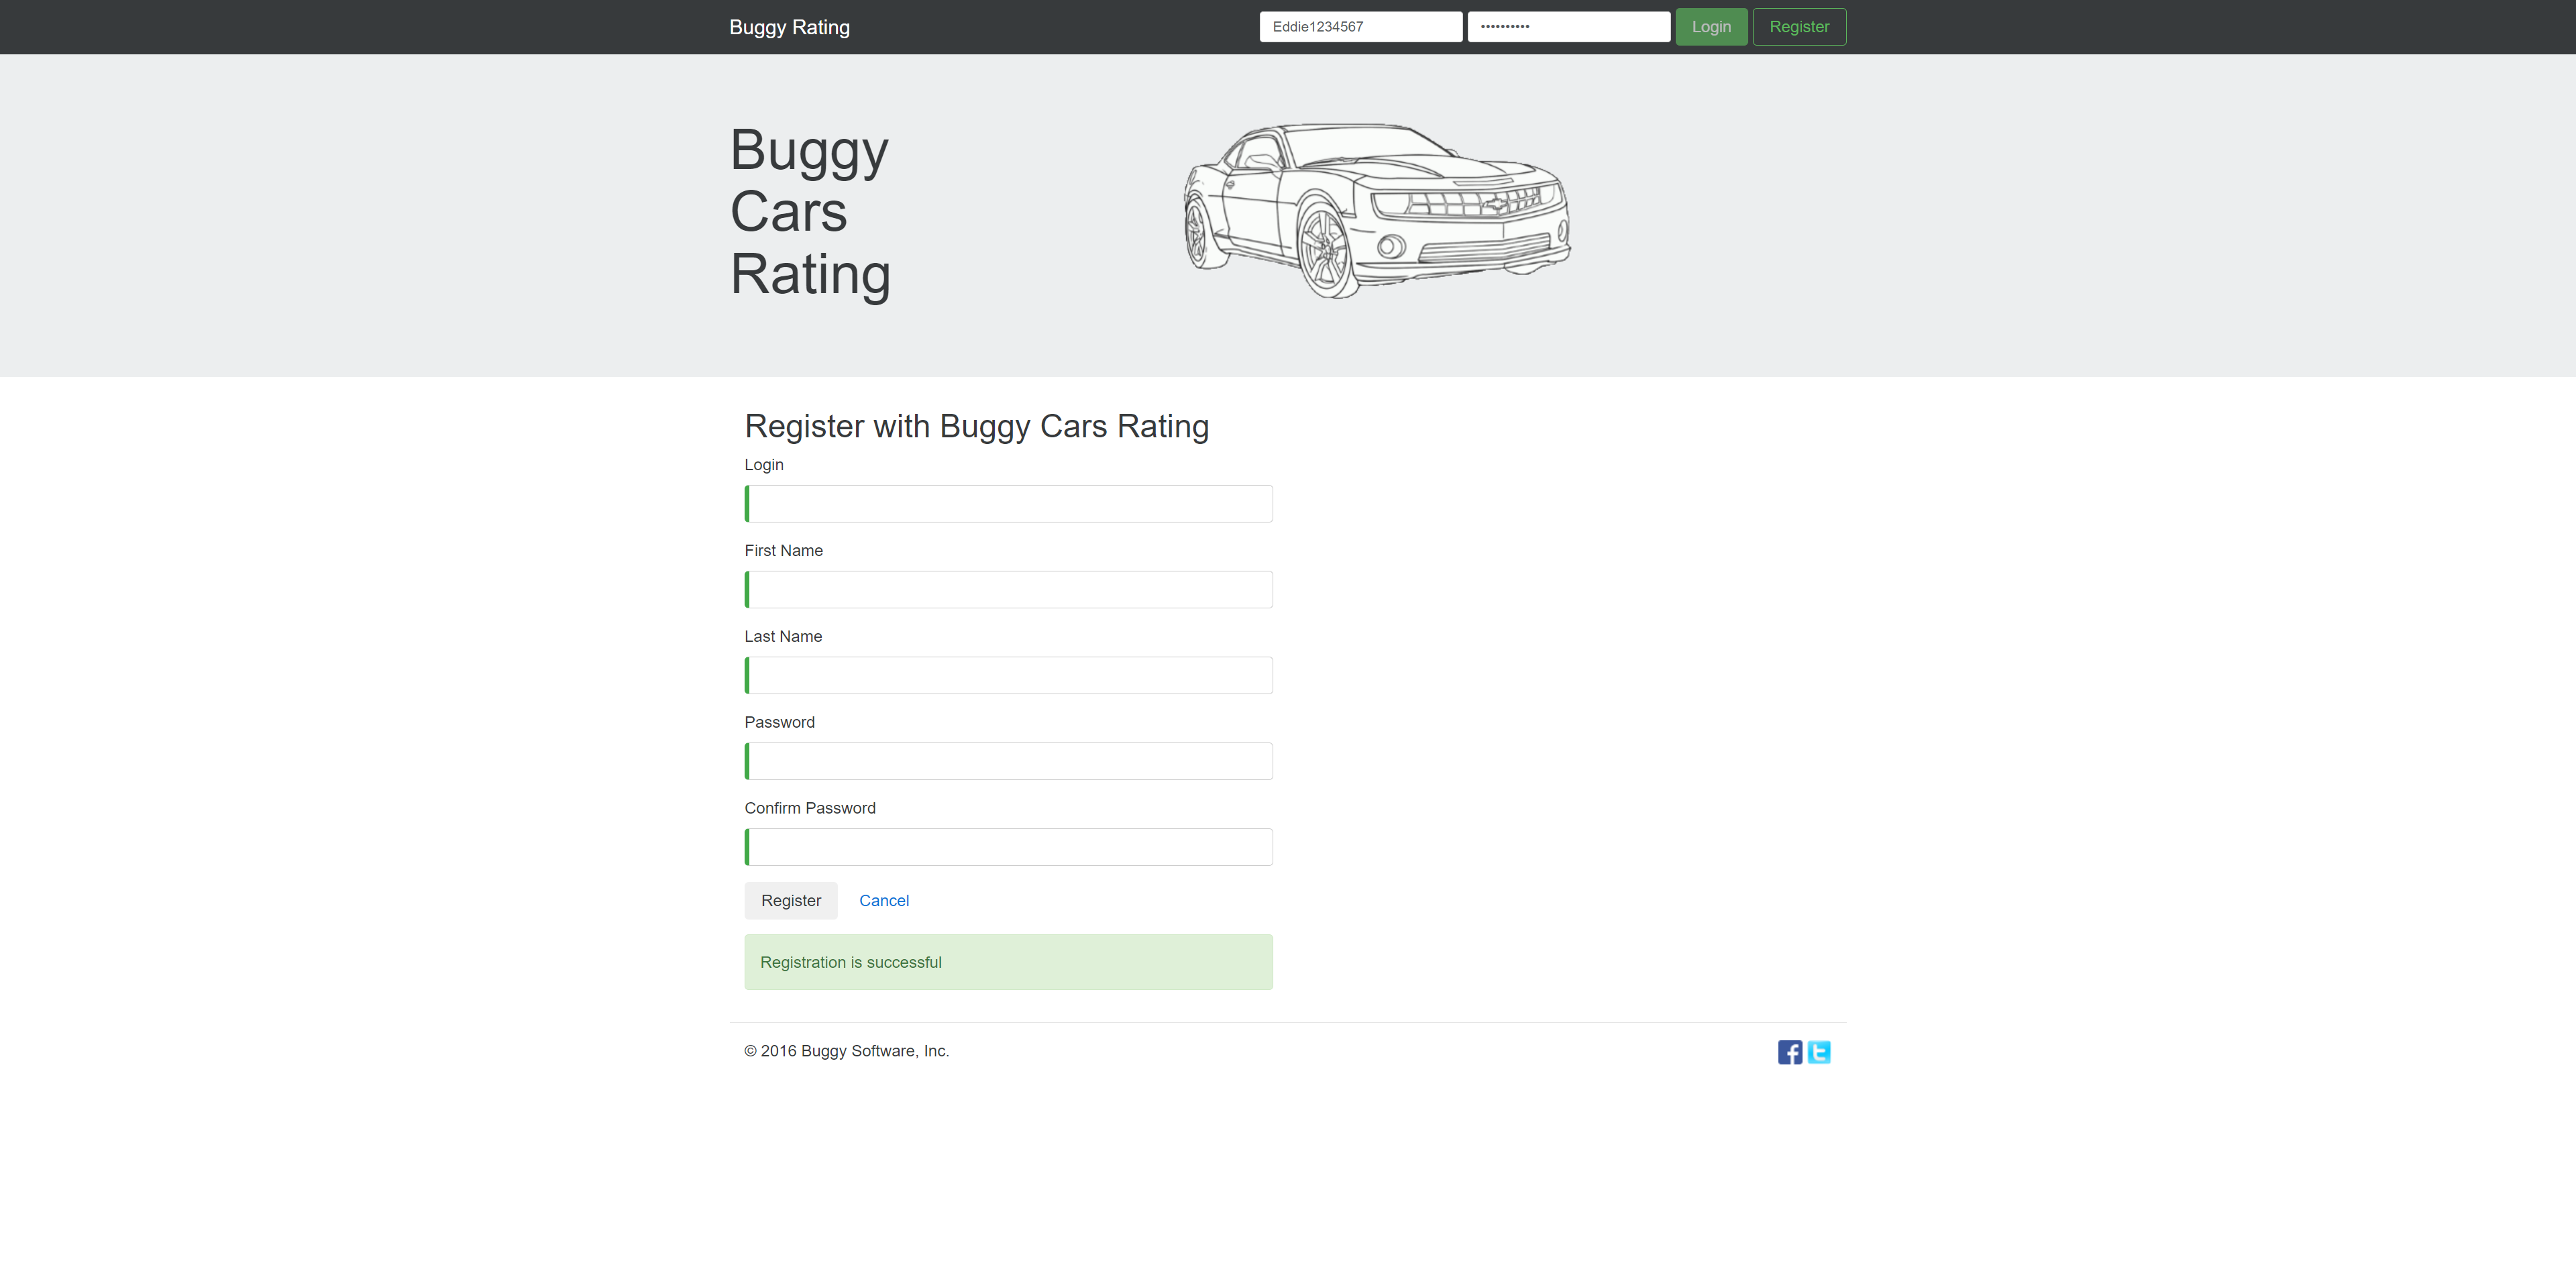 Buggy Rating
Eddie1234567
••••••••••
Login
Register
Buggy
Cars
Rating
Register with Buggy Cars Rating
Login
First Name
Last Name
Password
Confirm Password
Register
Cancel
Registration is successful
© 2016 Buggy Software, Inc.